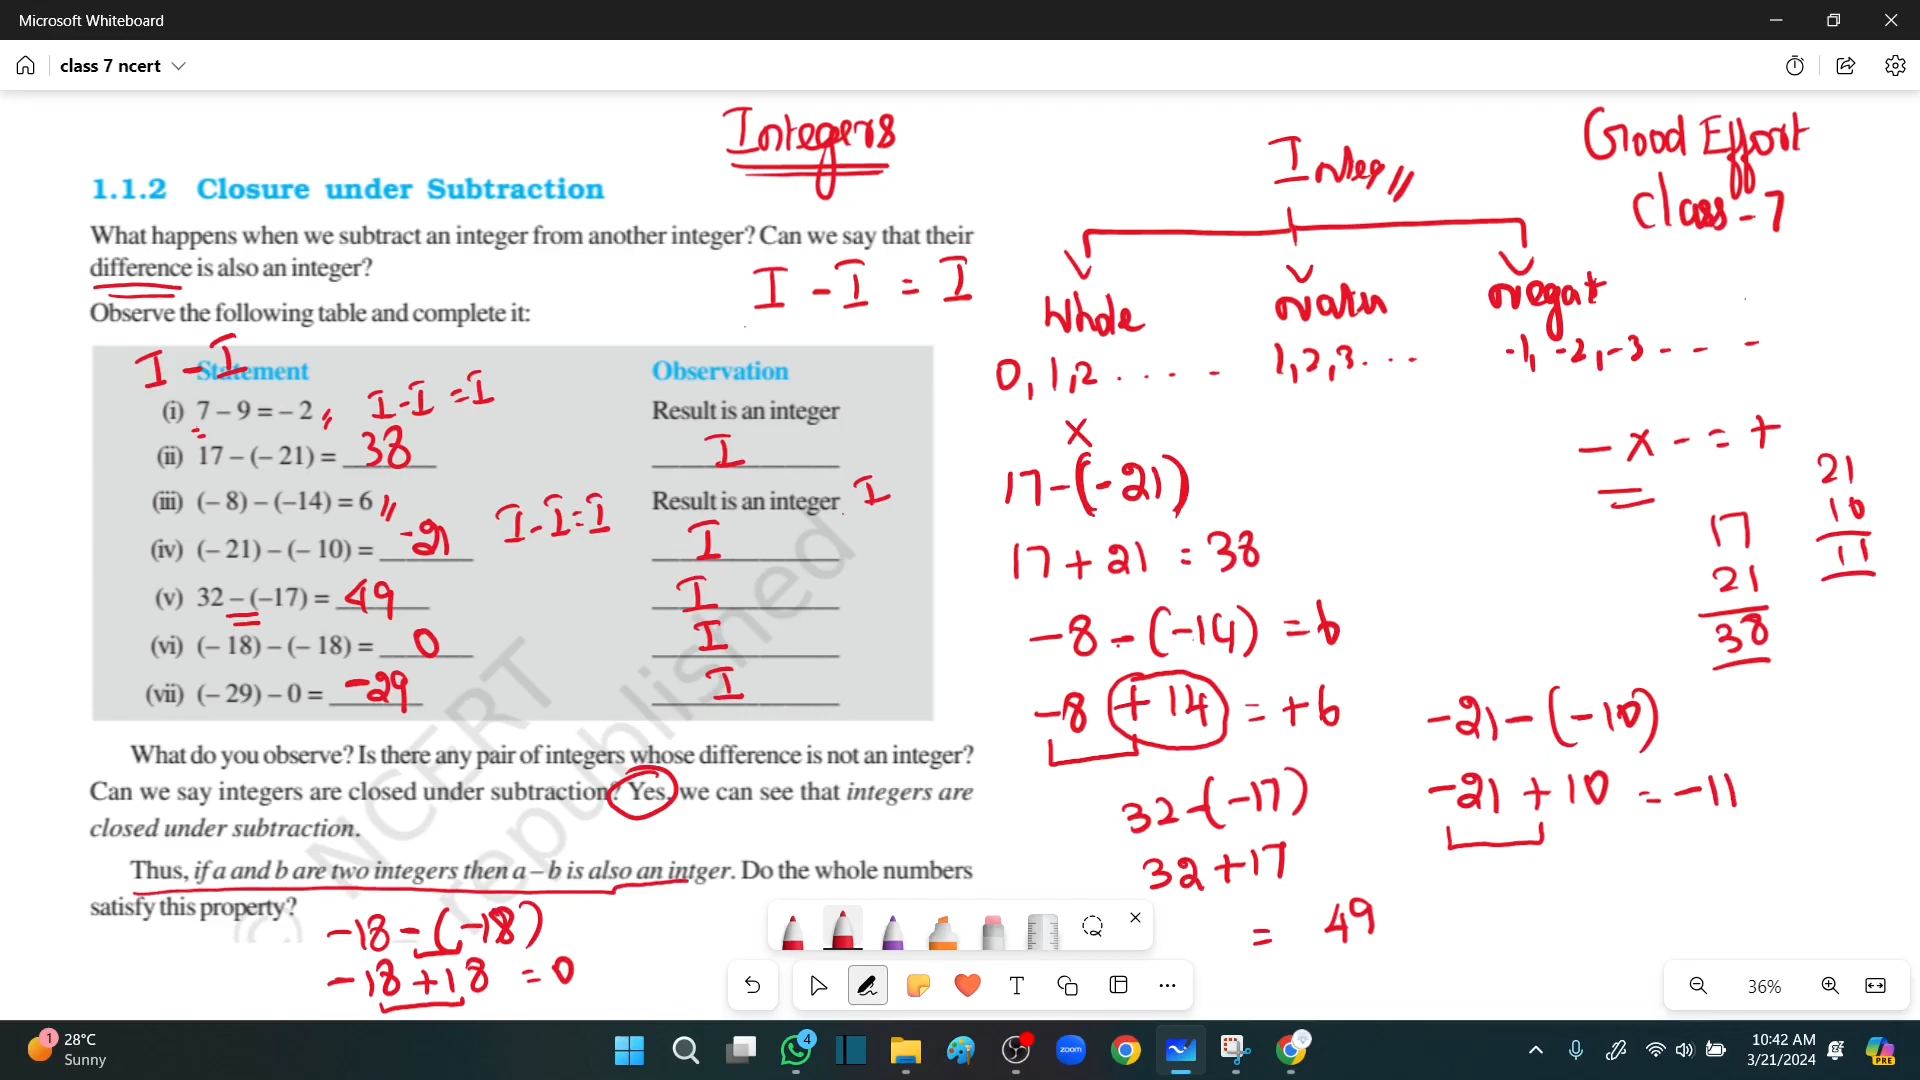 Microsoft Whiteboard
class 7 ncert
Integers
1.1.2 Closure under Subtraction
What happens when we subtract an integer from another integer? Can we say that their
difference is also an integer?
I - I = I
Observe the following table and complete it:
I - I
Statement Observation
(i) 7 – 9 = – 2 I - I = I Result is an integer
(ii) 17 – (– 21) = 38 I
(iii) (– 8) – (–14) = 6 I - I = I Result is an integer I
(iv) (– 21) – (– 10) = -21 I
(v) 32 – (–17) = 49 I
(vi) (– 18) – (– 18) = 0 I
(vii) (– 29) – 0 = -29 I
What do you observe? Is there any pair of integers whose difference is not an integer?
Can we say integers are closed under subtraction? Yes, we can see that integers are
closed under subtraction.
Thus, if a and b are two integers then a – b is also an intger. Do the whole numbers
satisfy this property?
-18 - (-18)
-18 + 18 = 0
© NCERT
republished
Good Effort
Class - 7
Whole
0, 1, 2 .....
1, 2, 3 ....
-1, -2, -3 - - -
x
17 - (-21)
17 + 21 = 38
-8 - (-14) = 6
-8 + 14 = +6
32 - (-17)
32 + 17
= 49
- x - = +
17
21
38
21
10
11
-21 - (-10)
-21 + 10 = -11
36%
1
28°C
Sunny
4
zoom
10:42 AM
3/21/2024
PRE